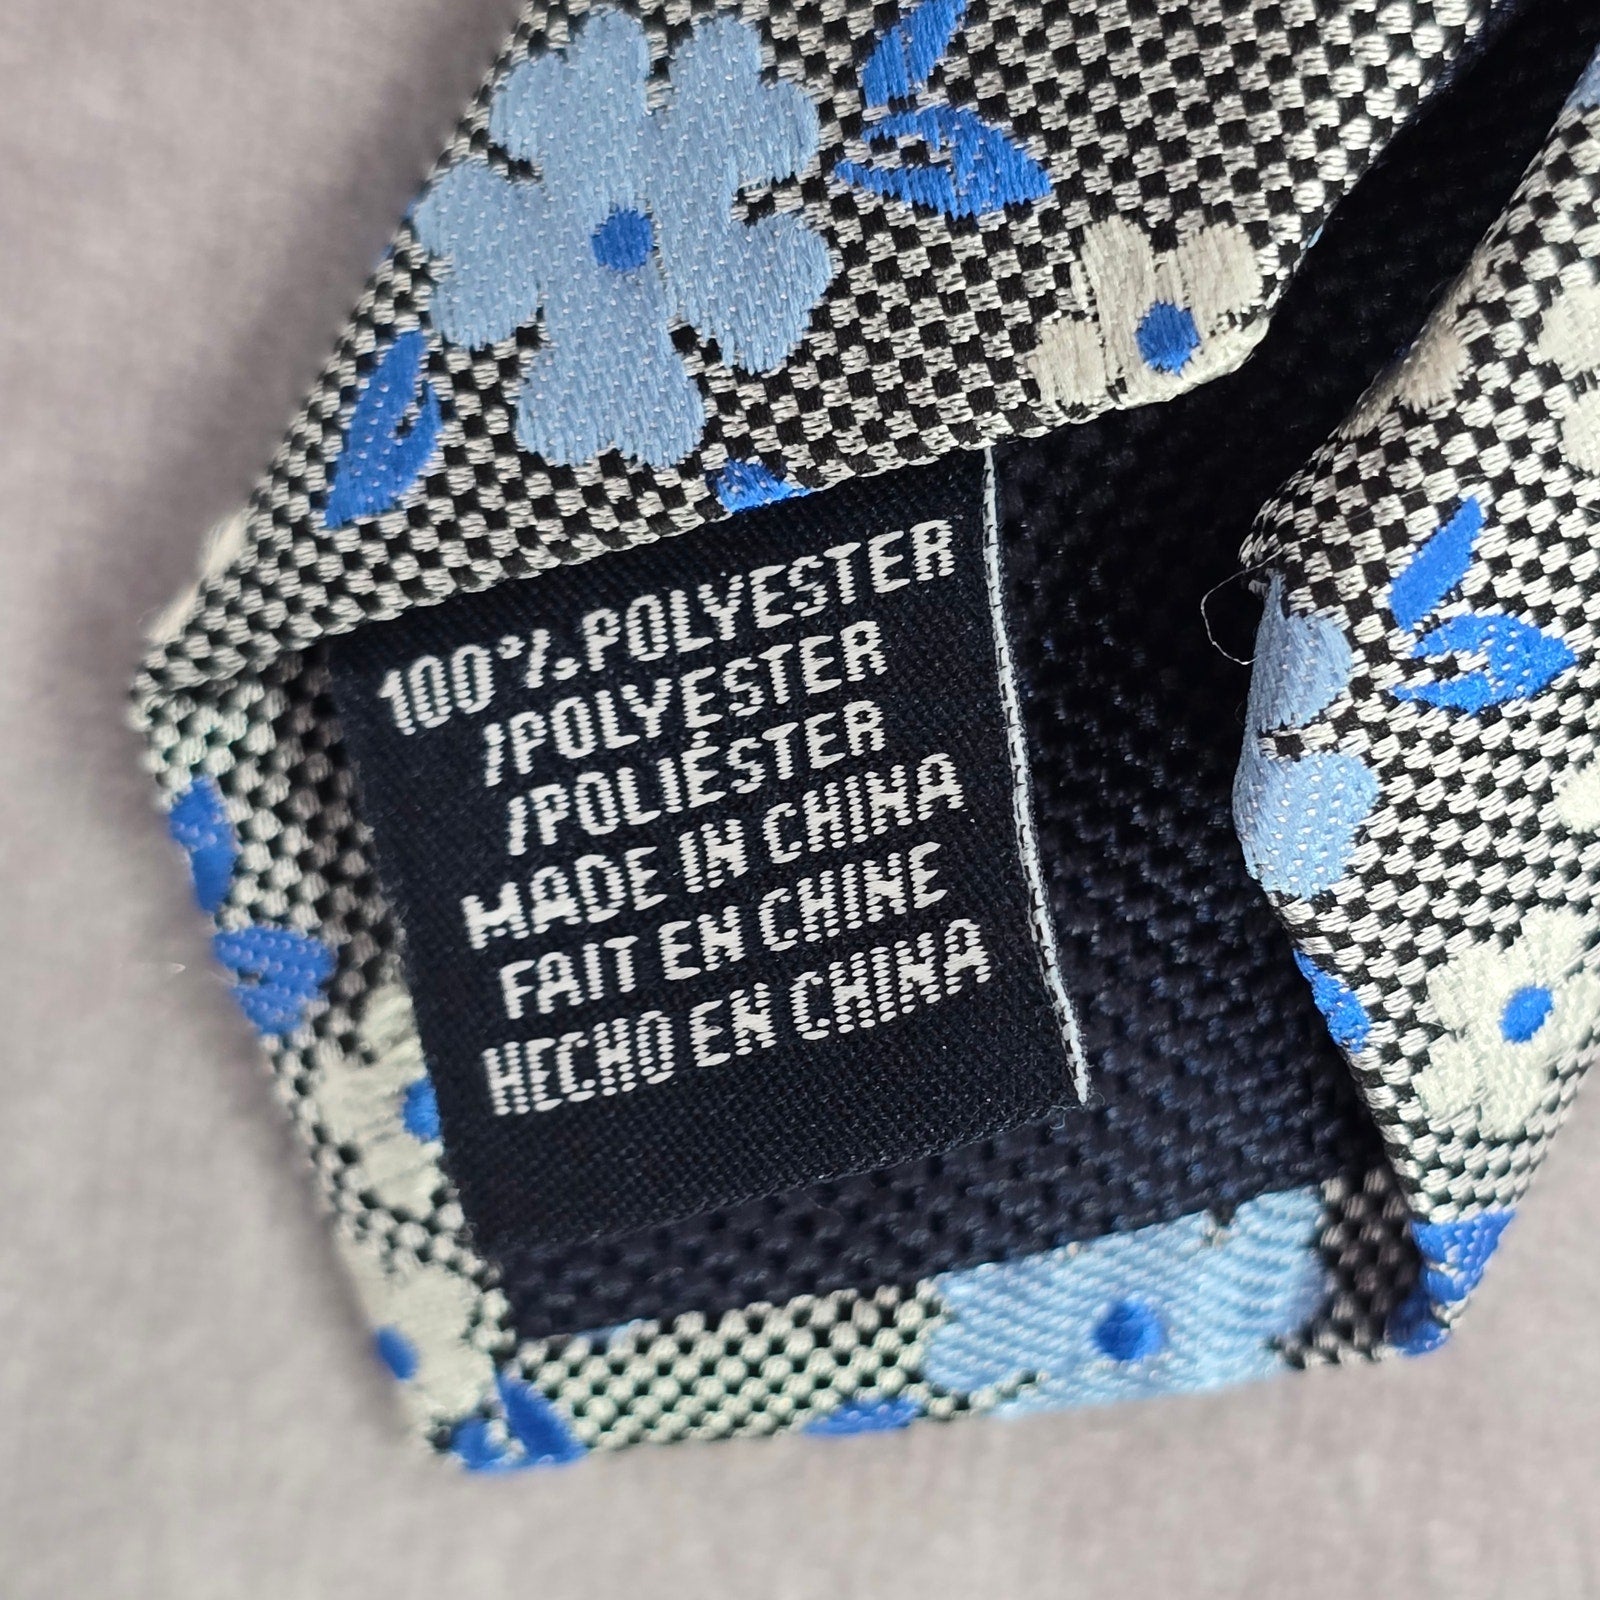 100% POLYESTER
/POLYESTER
/POLIÉSTER
MADE IN CHINA
FAIT EN CHINE
HECHO EN CHINA